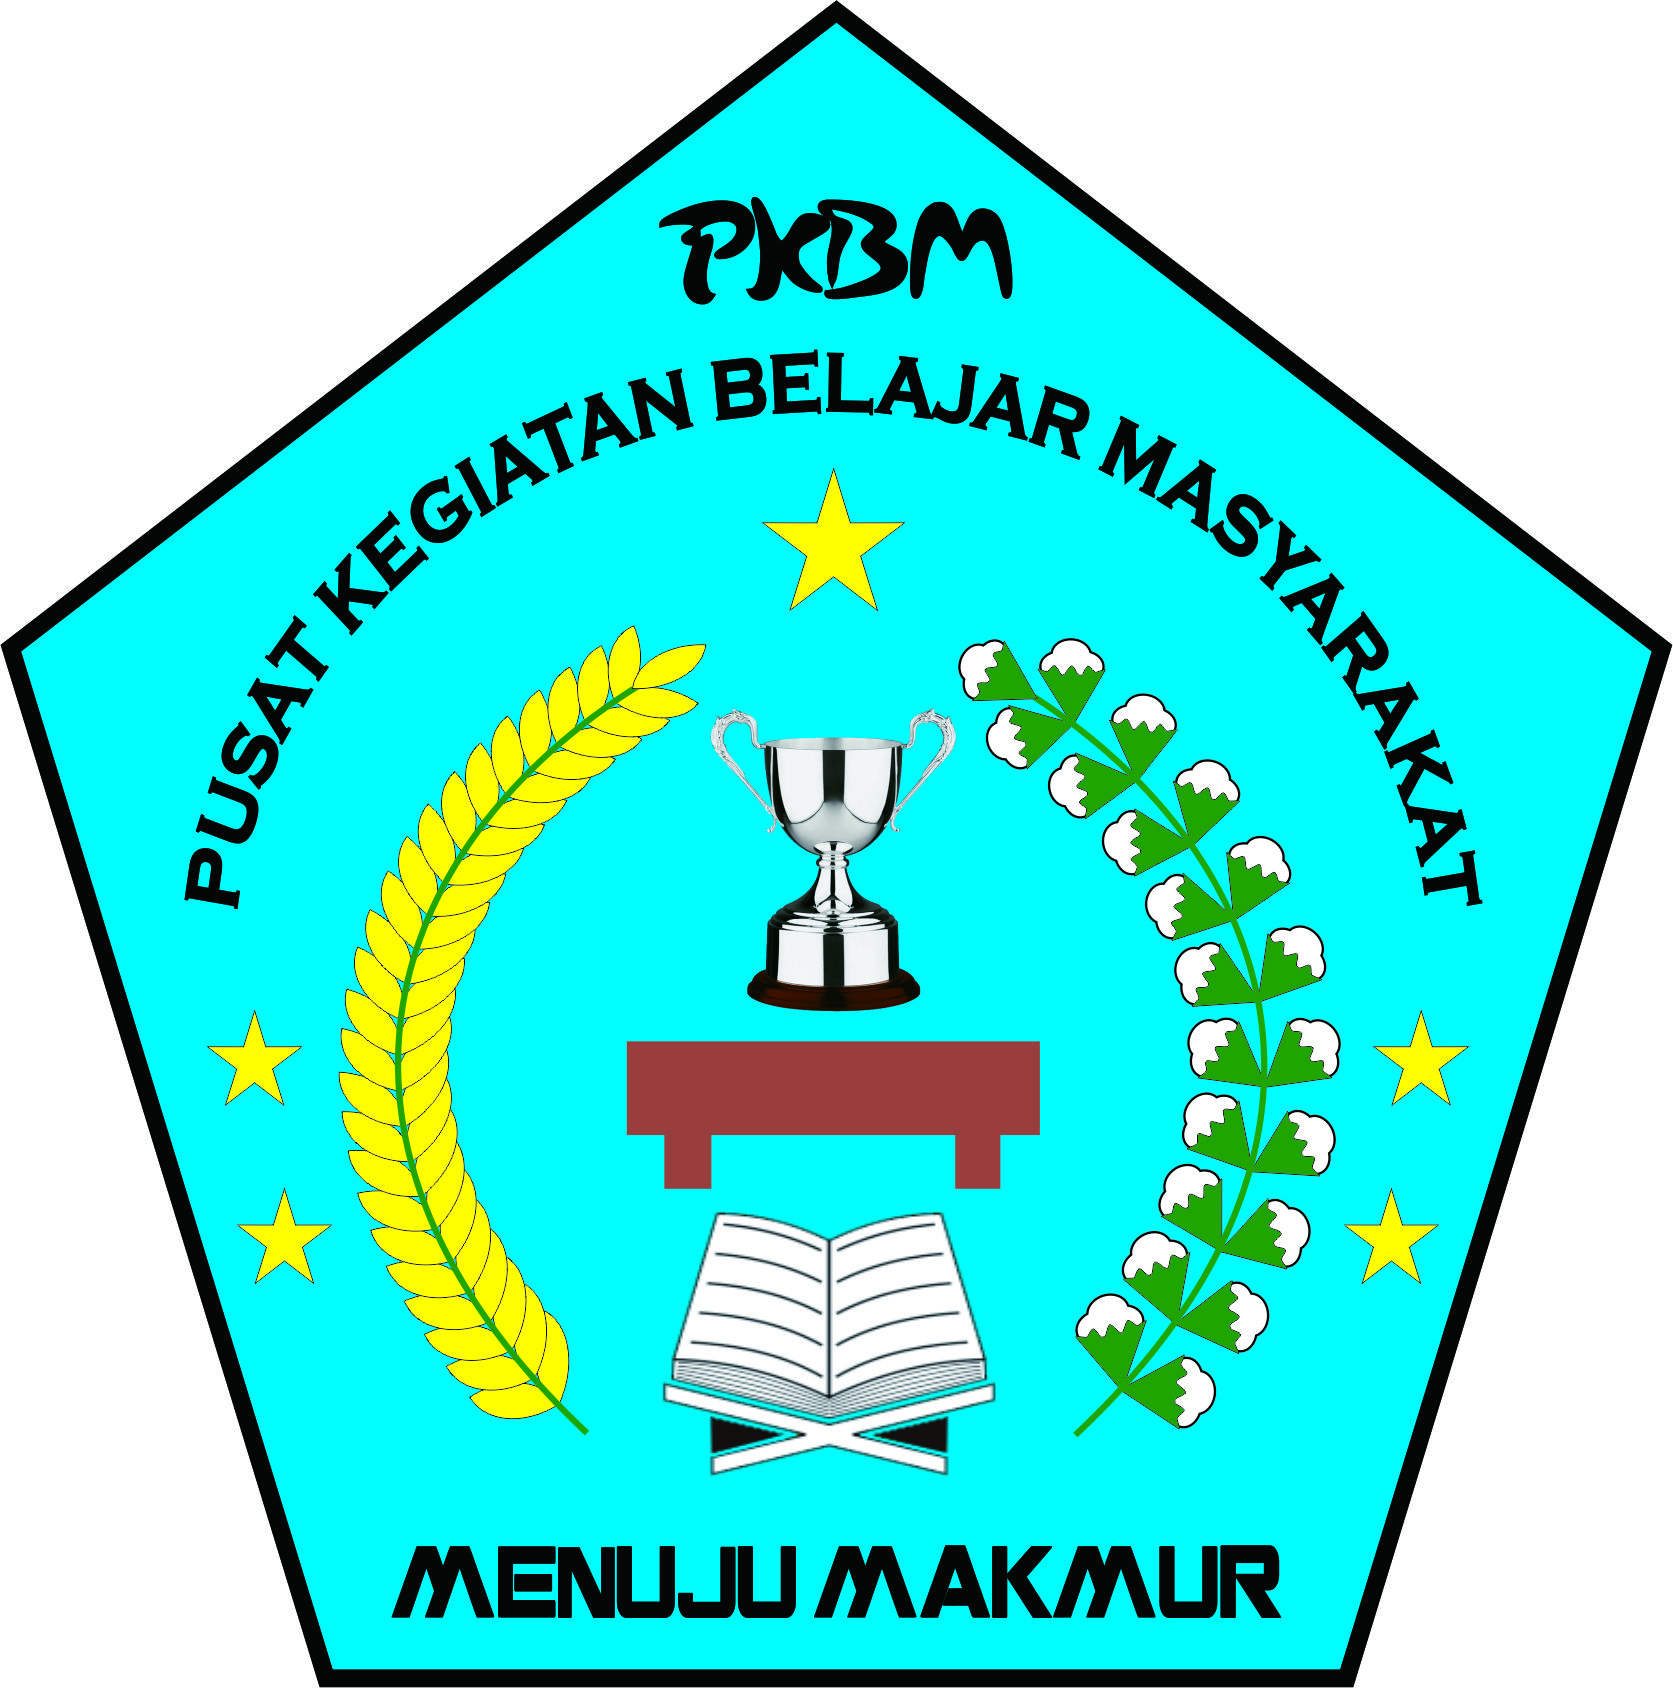 PKBM
PUSAT KEGIATAN BELAJAR MASYARAKAT
MENUJU MAKMUR